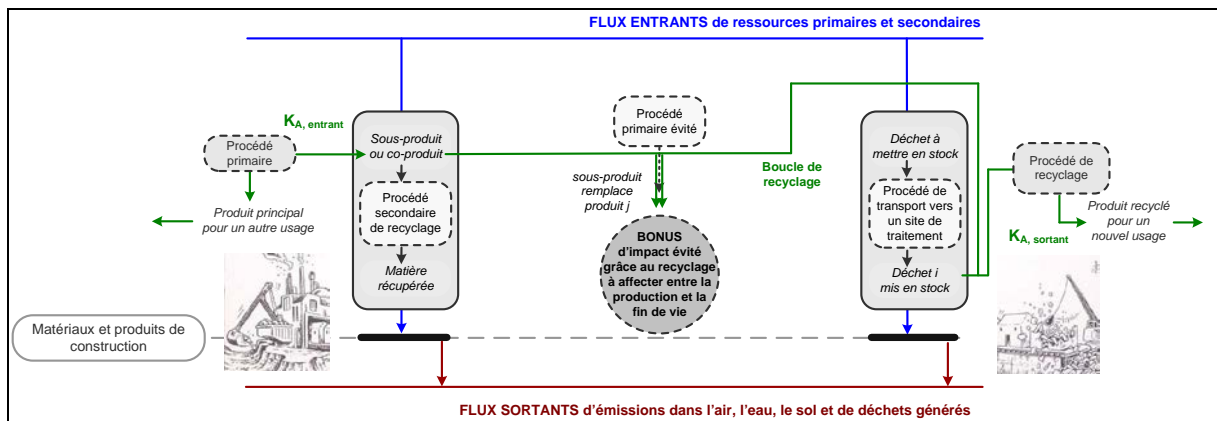 FLUX ENTRANTS de ressources primaires et secondaires
K A, entrant
Procédé
primaire
Produit principal
pour un autre usage
Sous-produit
ou co-produit
Procédé
secondaire
de recyclage
Matière
récupérée
Procédé
primaire évité
sous-produit
remplace
produit j
BONUS
d'impact évité
grâce au recyclage
à affecter entre la
production et la
fin de vie
Boucle de
recyclage
Déchet à
mettre en stock
Procédé de
transport vers
un site de
traitement
Déchet i
mis en stock
Procédé de
recyclage
K A, sortant
Produit recyclé
pour un
nouvel usage
Matériaux et produits de
construction
FLUX SORTANTS d'émissions dans l'air, l'eau, le sol et de déchets générés